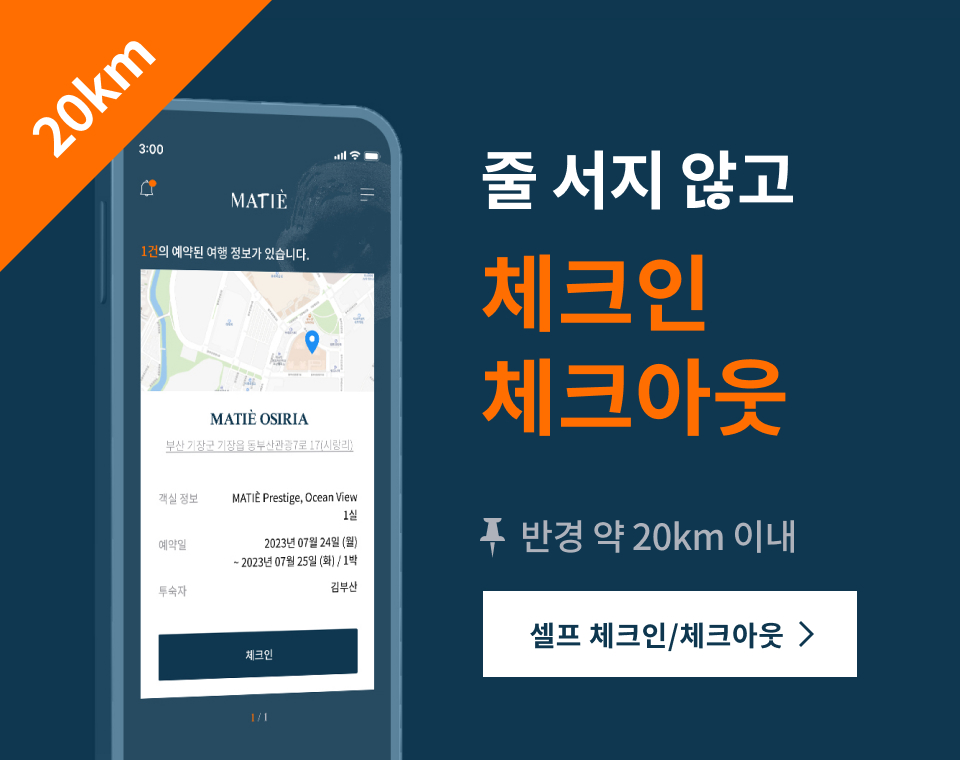 20km
3:00
MATIÈ
1건의 예약된 여행 정보가 있습니다.
MATIÈ OSIRIA
부산 기장군 기장읍 동부산관광7로 17(시랑리)
객실 정보 MATIÈ Prestige, Ocean View
1실
예약일 2023년 07월 24일 (월)
~ 2023년 07월 25일 (화) / 1박
투숙자 김부산
체크인
1 / 1
줄 서지 않고
체크인
체크아웃
반경 약 20km 이내
셀프 체크인/체크아웃 >